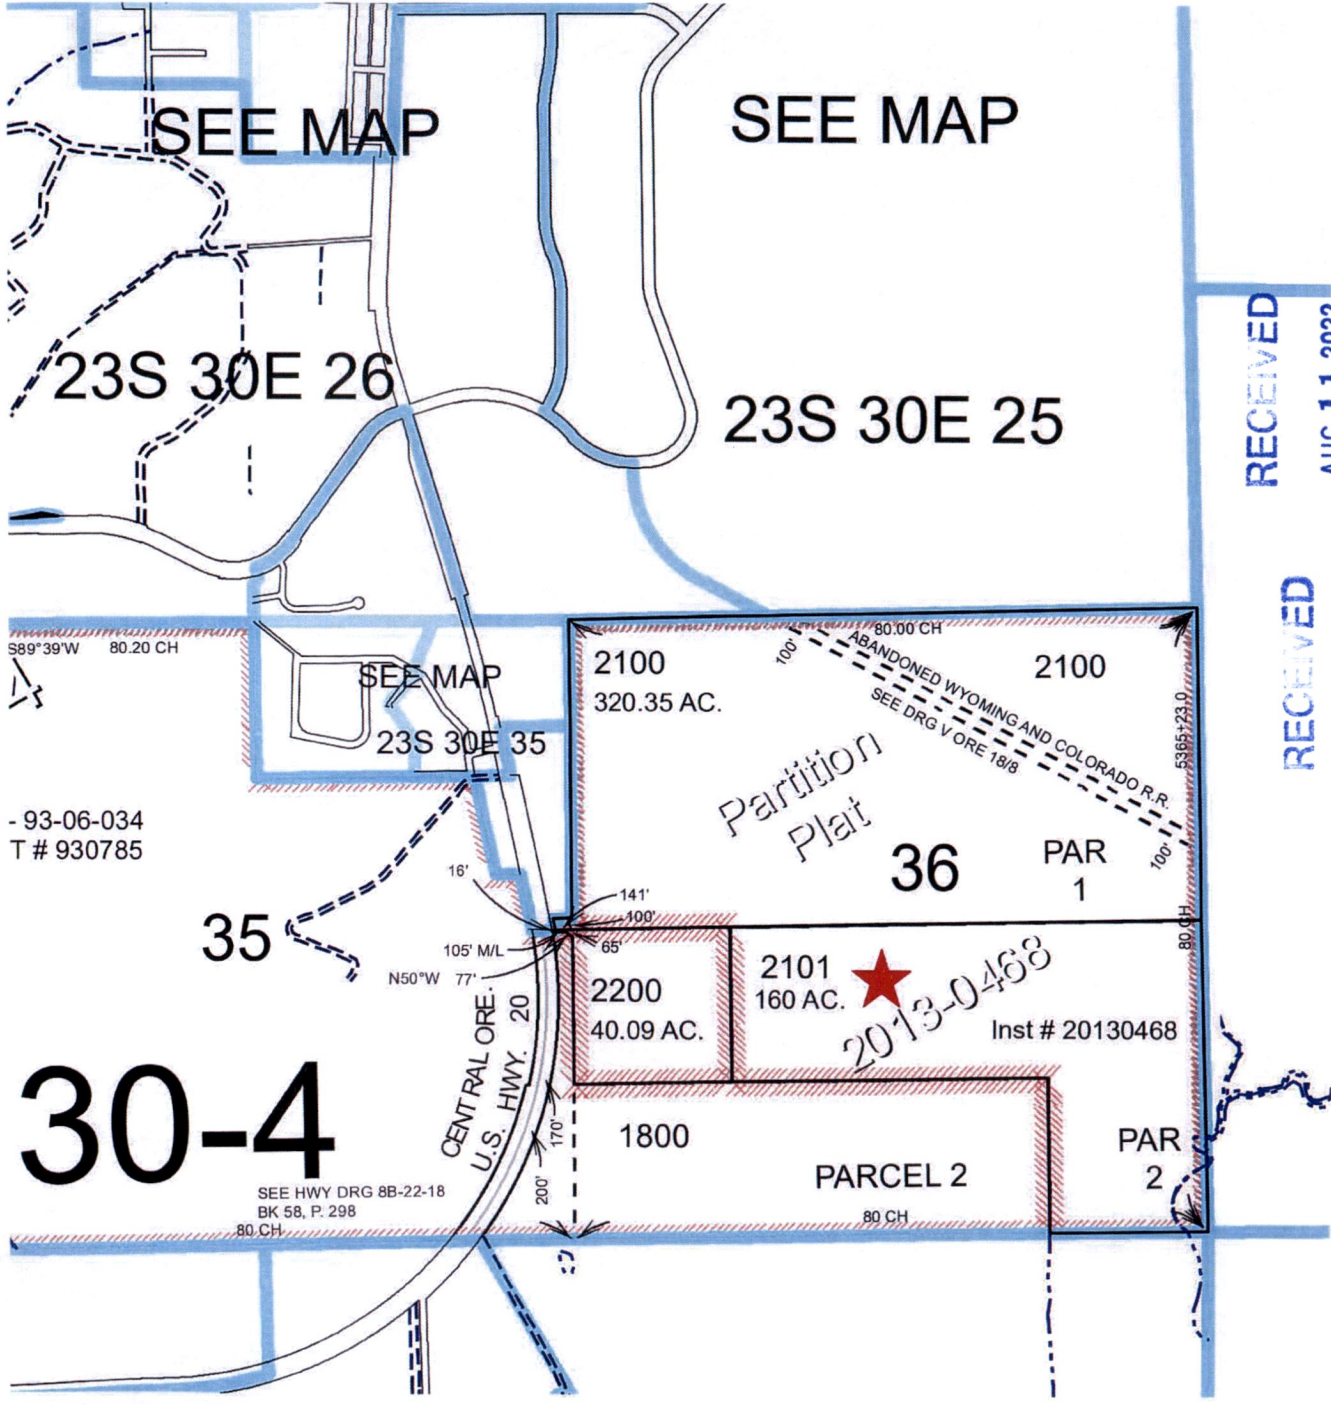 SEE MAP
SEE MAP
23S 30E 26
23S 30E 25
RECEIVED
AUG 11 2022
RECEIVED
S89°39'W
80.20 CH
SEE MAP
23S 30E 35
2100
320.35 AC.
80.00 CH
100'
ABANDONED WYOMING AND COLORADO R.R.
SEE DRG V ORE 18/8
100'
2100
5365+23.0
- 93-06-034
T # 930785
Partition
Plat
36
PAR
1
80 CH
16'
141'
100'
65'
105' M/L
N50°W 77'
35
2200
40.09 AC.
2101
160 AC.
2013-0468
Inst # 20130468
CENTRAL ORE.
U.S. HWY. 20
30-4
170'
200'
1800
PARCEL 2
PAR
2
SEE HWY DRG 8B-22-18
BK 58, P. 298
80 CH
80 CH